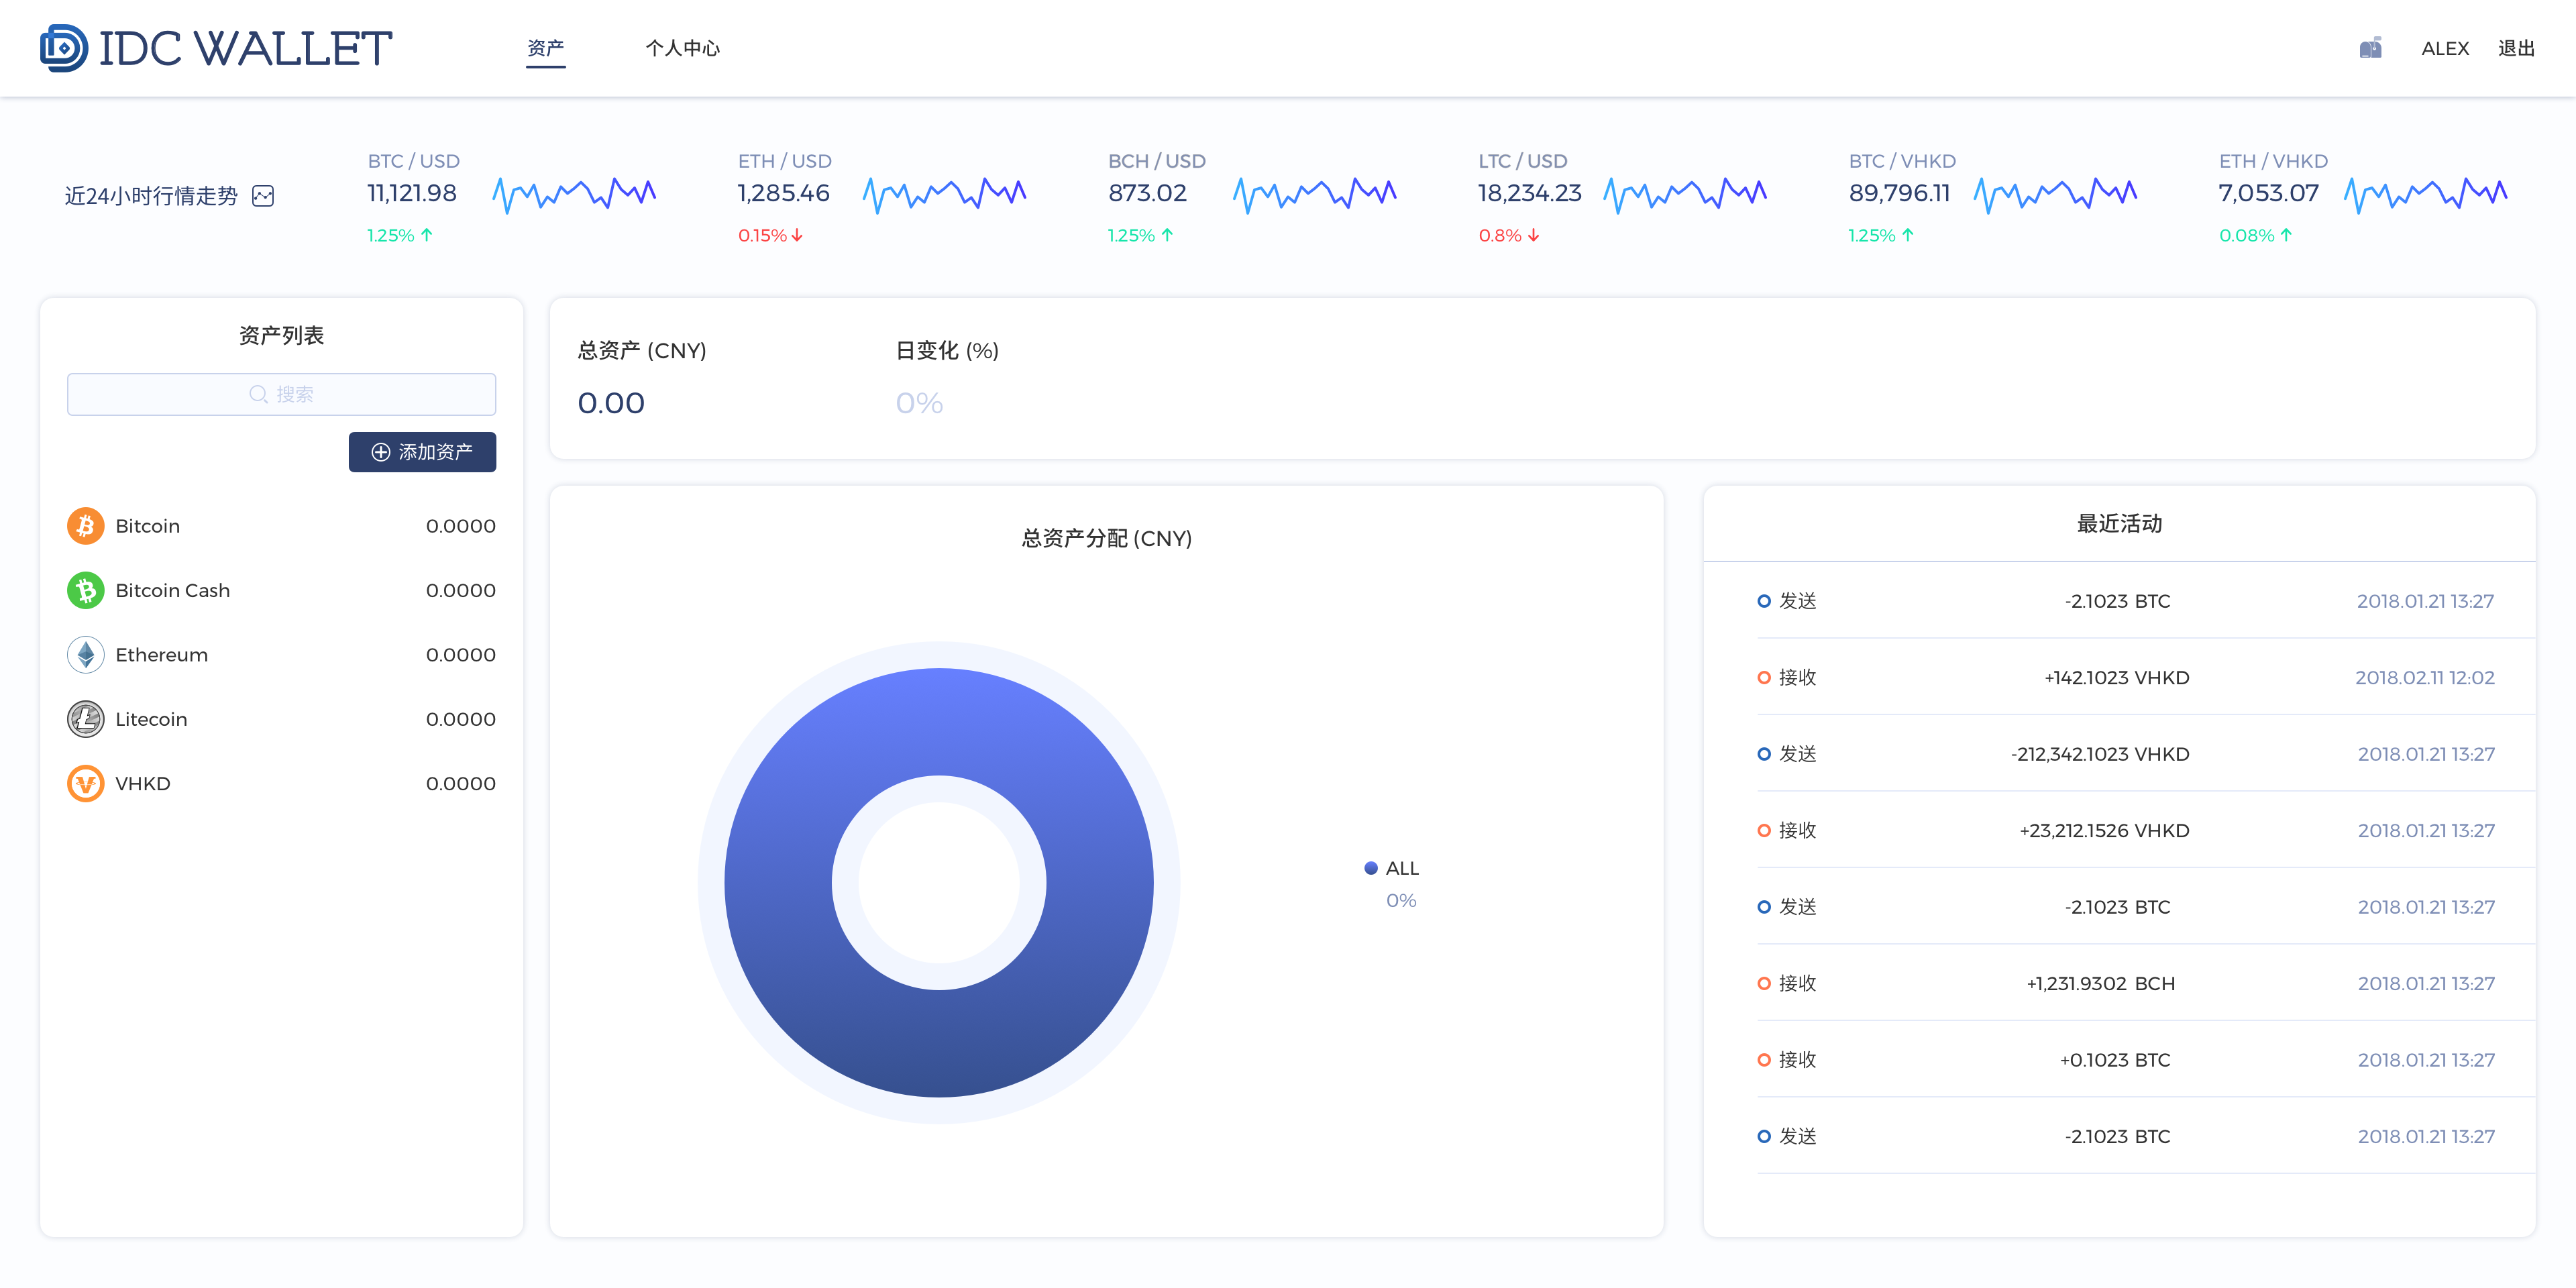 IDC WALLET
资产
个人中心
ALEX
退出
近24小时行情走势
BTC / USD
11,121.98
1.25%
ETH / USD
1,285.46
0.15%
BCH / USD
873.02
1.25%
LTC / USD
18,234.23
0.8%
BTC / VHKD
89,796.11
1.25%
ETH / VHKD
7,053.07
0.08%
资产列表
搜索
添加资产
Bitcoin 0.0000
Bitcoin Cash 0.0000
Ethereum 0.0000
Litecoin 0.0000
VHKD 0.0000
总资产 (CNY)
0.00
日变化 (%)
0%
总资产分配 (CNY)
ALL
0%
最近活动
发送 -2.1023 BTC 2018.01.21 13:27
接收 +142.1023 VHKD 2018.02.11 12:02
发送 -212,342.1023 VHKD 2018.01.21 13:27
接收 +23,212.1526 VHKD 2018.01.21 13:27
发送 -2.1023 BTC 2018.01.21 13:27
接收 +1,231.9302 BCH 2018.01.21 13:27
接收 +0.1023 BTC 2018.01.21 13:27
发送 -2.1023 BTC 2018.01.21 13:27